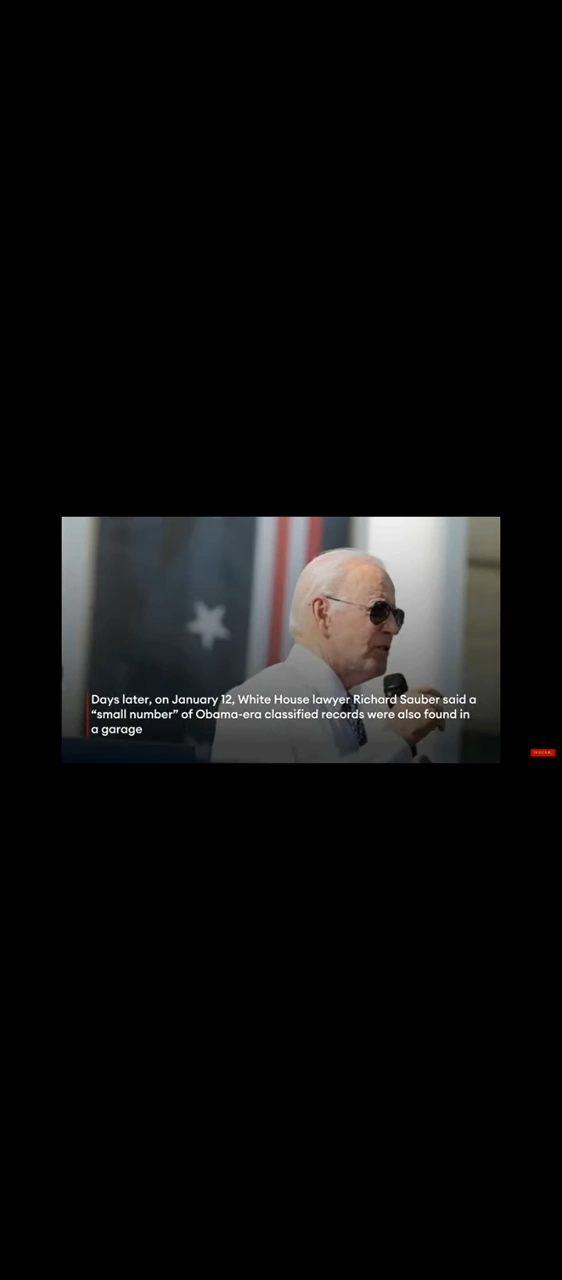 Days later, on January 12, White House lawyer Richard Sauber said a
“small number” of Obama-era classified records were also found in
a garage